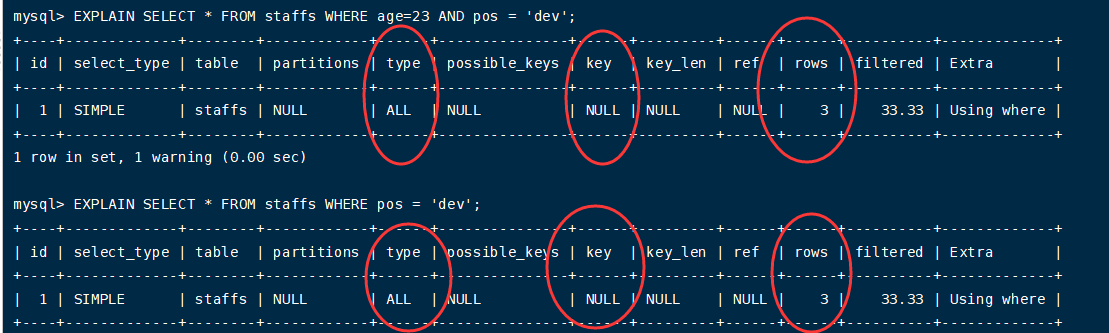 mysql> EXPLAIN SELECT * FROM staffs WHERE age=23 AND pos = 'dev';
+----+-------------+--------+------------+------+---------------+------+---------+------+------+----------+-------------+
| id | select_type | table  | partitions | type | possible_keys | key  | key_len | ref  | rows | filtered | Extra       |
+----+-------------+--------+------------+------+---------------+------+---------+------+------+----------+-------------+
|  1 | SIMPLE      | staffs | NULL       | ALL  | NULL          | NULL | NULL    | NULL |    3 |    33.33 | Using where |
+----+-------------+--------+------------+------+---------------+------+---------+------+------+----------+-------------+
1 row in set, 1 warning (0.00 sec)

mysql> EXPLAIN SELECT * FROM staffs WHERE pos = 'dev';
+----+-------------+--------+------------+------+---------------+------+---------+------+------+----------+-------------+
| id | select_type | table  | partitions | type | possible_keys | key  | key_len | ref  | rows | filtered | Extra       |
+----+-------------+--------+------------+------+---------------+------+---------+------+------+----------+-------------+
|  1 | SIMPLE      | staffs | NULL       | ALL  | NULL          | NULL | NULL    | NULL |    3 |    33.33 | Using where |
+----+-------------+--------+------------+------+---------------+------+---------+------+------+----------+-------------+